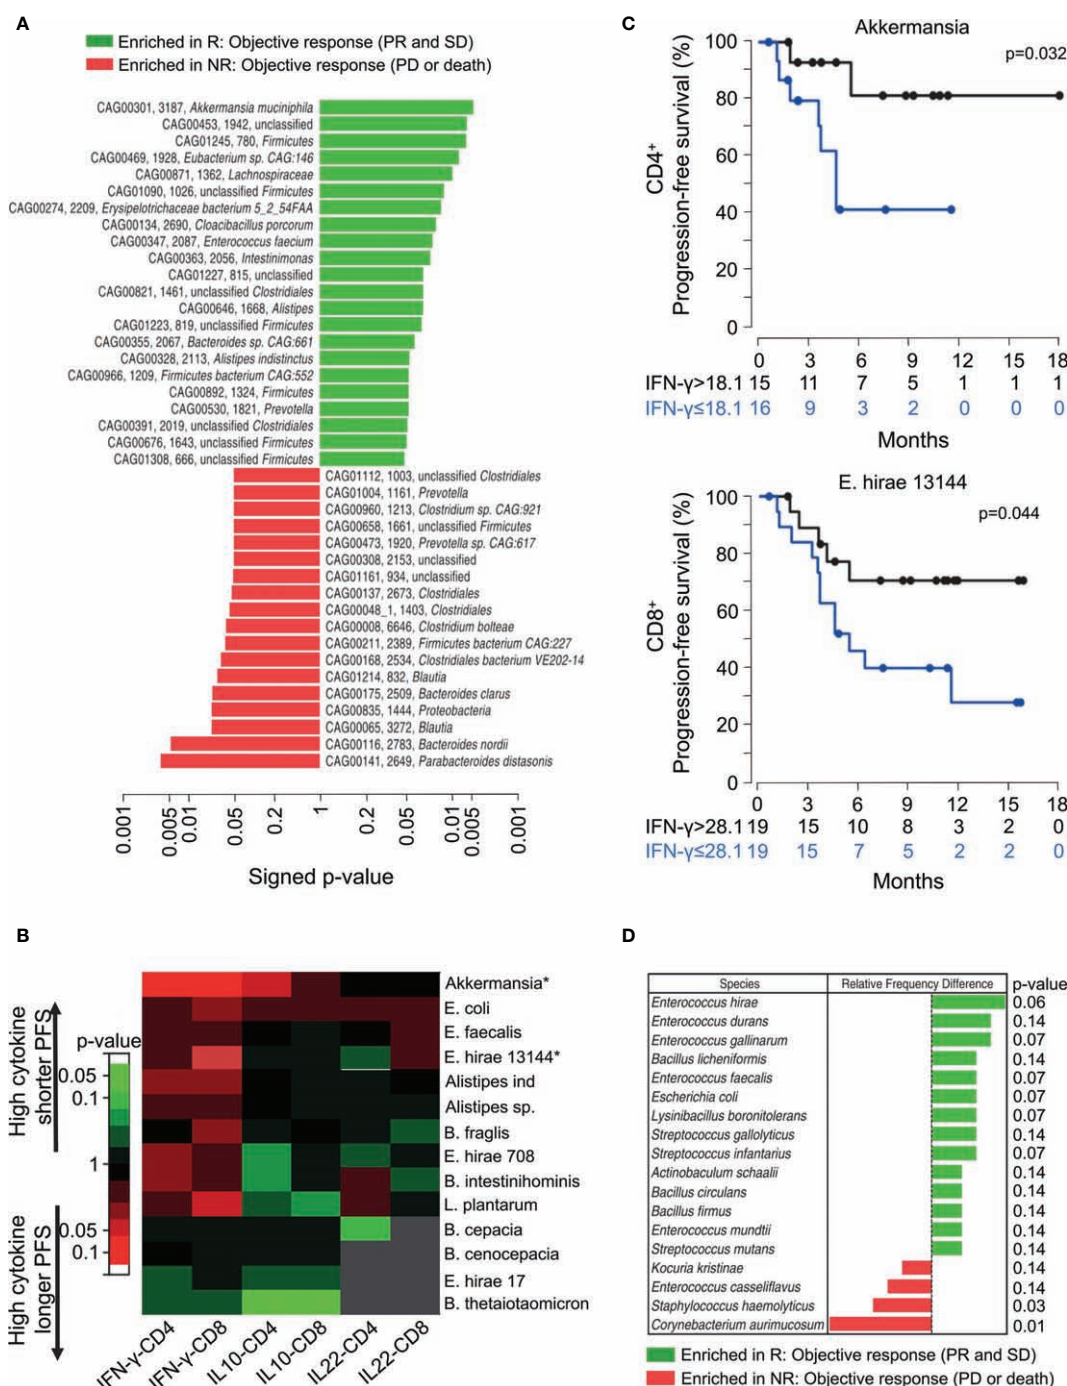 A
Enriched in R: Objective response (PR and SD)
Enriched in NR: Objective response (PD or death)
CAG00301, 3187, Akkermansia muciniphila
CAG00453, 1942, unclassified
CAG01245, 780, Firmicutes
CAG00469, 1928, Eubacterium sp. CAG:146
CAG00871, 1362, Lachnospiraceae
CAG01090, 1026, unclassified Firmicutes
CAG00274, 2209, Erysipelotrichaceae bacterium 5_2_54FAA
CAG00134, 2690, Cloacibacillus porcorum
CAG00347, 2087, Enterococcus faecium
CAG00363, 2056, Intestinimonas
CAG01227, 815, unclassified
CAG00821, 1461, unclassified Clostridiales
CAG00646, 1668, Alistipes
CAG01223, 819, unclassified Firmicutes
CAG00355, 2067, Bacteroides sp. CAG:661
CAG00328, 2113, Alistipes indistinctus
CAG00966, 1209, Firmicutes bacterium CAG:552
CAG00892, 1324, Firmicutes
CAG00530, 1821, Prevotella
CAG00391, 2019, unclassified Clostridiales
CAG00676, 1643, unclassified Firmicutes
CAG01308, 666, unclassified Firmicutes
CAG01112, 1003, unclassified Clostridiales
CAG01004, 1161, Prevotella
CAG00960, 1213, Clostridium sp. CAG:921
CAG00658, 1661, unclassified Firmicutes
CAG00473, 1920, Prevotella sp. CAG:617
CAG00308, 2153, unclassified
CAG01161, 934, unclassified
CAG00137, 2673, Clostridiales
CAG00048_1, 1403, Clostridiales
CAG00008, 6646, Clostridium bolteae
CAG00211, 2389, Firmicutes bacterium CAG:227
CAG00168, 2534, Clostridiales bacterium VE202-14
CAG01214, 832, Blautia
CAG00175, 2509, Bacteroides clarus
CAG00835, 1444, Proteobacteria
CAG00065, 3272, Blautia
CAG00116, 2783, Bacteroides nordii
CAG00141, 2649, Parabacteroides distasonis
0.001 0.005 0.01 0.05 0.2 1 0.2 0.05 0.01 0.005 0.001
Signed p-value
C
Akkermansia
p=0.032
CD4+
Progression-free survival (%)
100
80
60
40
20
0
0 3 6 9 12 15 18
IFN-γ>18.1 15 11 7 5 1 1 1
IFN-γ≤18.1 16 9 3 2 0 0 0
Months
E. hirae 13144
p=0.044
CD8+
Progression-free survival (%)
100
80
60
40
20
0
0 3 6 9 12 15 18
IFN-γ>28.1 19 15 10 8 3 2 0
IFN-γ≤28.1 19 15 7 5 2 2 0
Months
B
High cytokine
shorter PFS
High cytokine
longer PFS
p-value
0.05
0.1
1
0.05
0.1
Akkermansia*
E. coli
E. faecalis
E. hirae 13144*
Alistipes ind
Alistipes sp.
B. fraglis
E. hirae 708
B. intestinihominis
L. plantarum
B. cepacia
B. cenocepacia
E. hirae 17
B. thetaiotaomicron
IFN-γ-CD4
IFN-γ-CD8
IL10-CD4
IL10-CD8
IL22-CD4
IL22-CD8
D
Species Relative Frequency Difference p-value
Enterococcus hirae 0.06
Enterococcus durans 0.14
Enterococcus gallinarum 0.07
Bacillus licheniformis 0.14
Enterococcus faecalis 0.07
Escherichia coli 0.07
Lysinibacillus boronitolerans 0.07
Streptococcus gallolyticus 0.14
Streptococcus infantarius 0.07
Actinobaculum schaalii 0.14
Bacillus circulans 0.14
Bacillus firmus 0.14
Enterococcus mundtii 0.14
Streptococcus mutans 0.14
Kocuria kristinae 0.14
Enterococcus casseliflavus 0.14
Staphylococcus haemolyticus 0.03
Corynebacterium aurimucosum 0.01
Enriched in R: Objective response (PR and SD)
Enriched in NR: Objective response (PD or death)